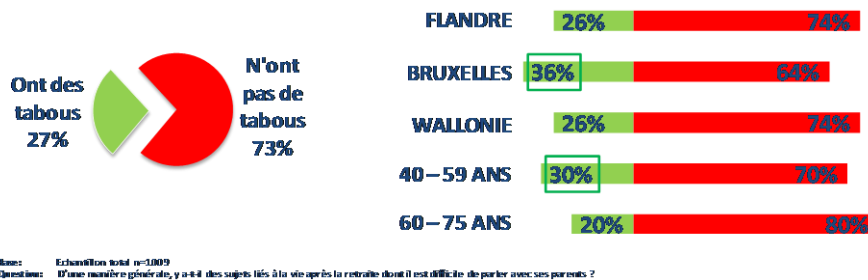 Ont des
tabous
27%
N'ont
pas de
tabous
73%
FLANDRE 26% 74%
BRUXELLES 36% 64%
WALLONIE 26% 74%
40 – 59 ANS 30% 70%
60 – 75 ANS 20% 80%
Base: Echantillon total n=1009
Question: D'une manière générale, y a-t-il des sujets liés à la vie après la retraite dont il est difficile de parler avec ses parents ?